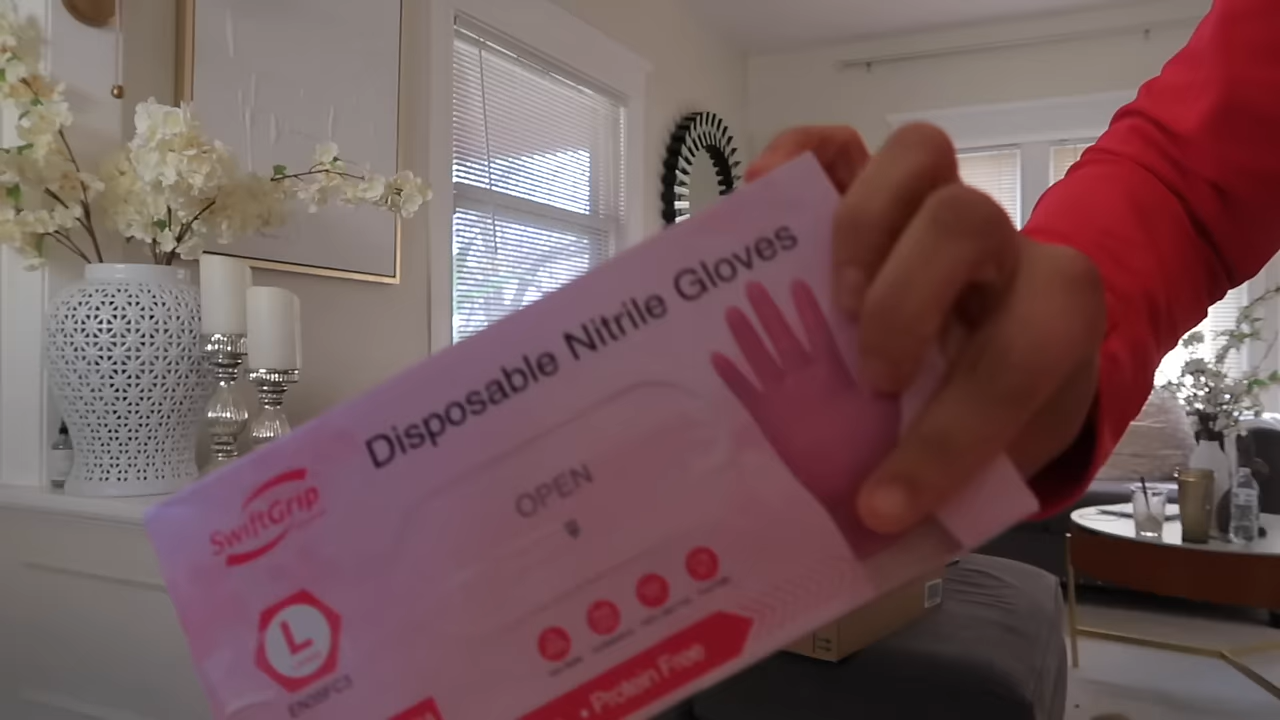 Disposable Nitrile Gloves
SwiftGrip
OPEN
L
• Protein Free